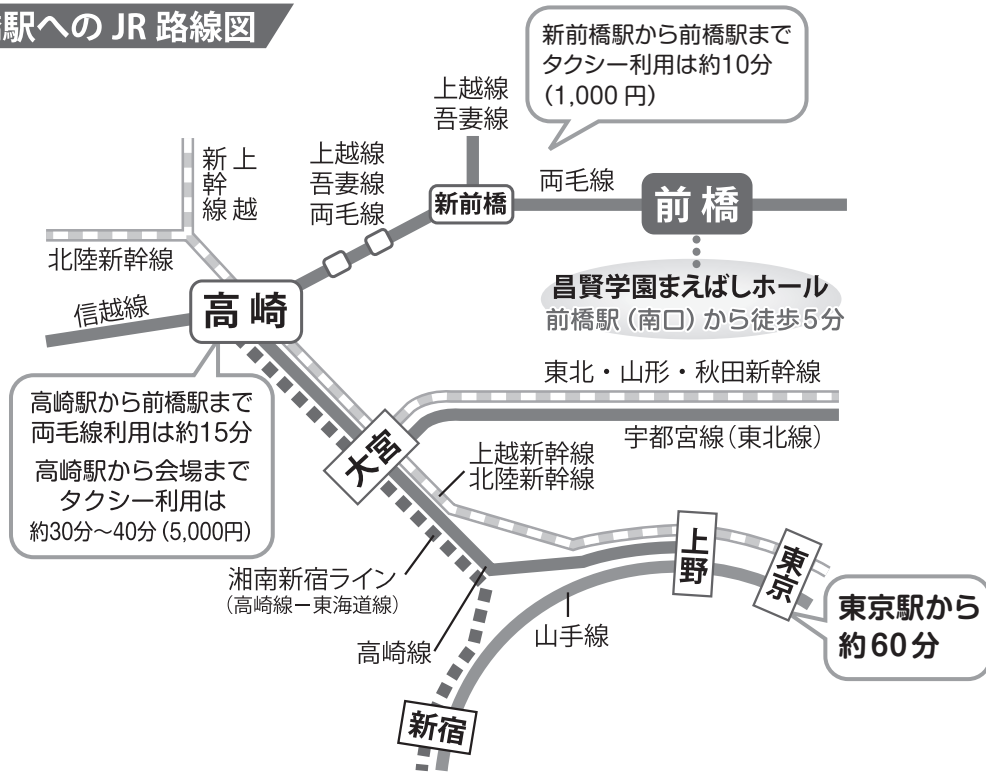 駅への JR 路線図
新前橋駅から前橋駅まで
タクシー利用は約10分
(1,000 円)
上越線
吾妻線
上越新幹線
上越線
吾妻線
両毛線
両毛線
新前橋
前橋
北陸新幹線
昌賢学園まえばしホール
前橋駅(南口)から徒歩5分
信越線
高崎
高崎駅から前橋駅まで
両毛線利用は約15分
高崎駅から会場まで
タクシー利用は
約30分～40分(5,000円)
東北・山形・秋田新幹線
宇都宮線(東北線)
大宮
上越新幹線
北陸新幹線
上野
東京
湘南新宿ライン
(高崎線ー東海道線)
高崎線
山手線
東京駅から
約60分
新宿